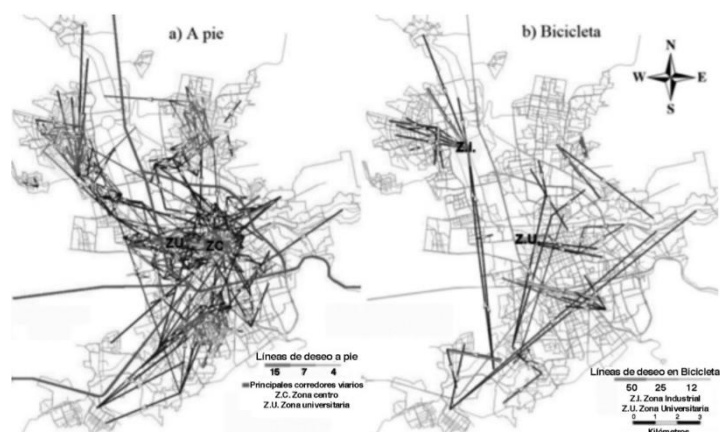 a) A pie
b) Bicicleta
N
W E
S
Z.I.
Z.U.
ZC
Z.U.
Líneas de deseo a pie
15 7 4
Principales corredores viarios
Z.C. Zona centro
Z.U. Zona universitaria
Líneas de deseo en Bicicleta
50 25 12
Z.I. Zona Industrial
Z.U. Zona Universitaria
0 1 2 3
Kilómetros